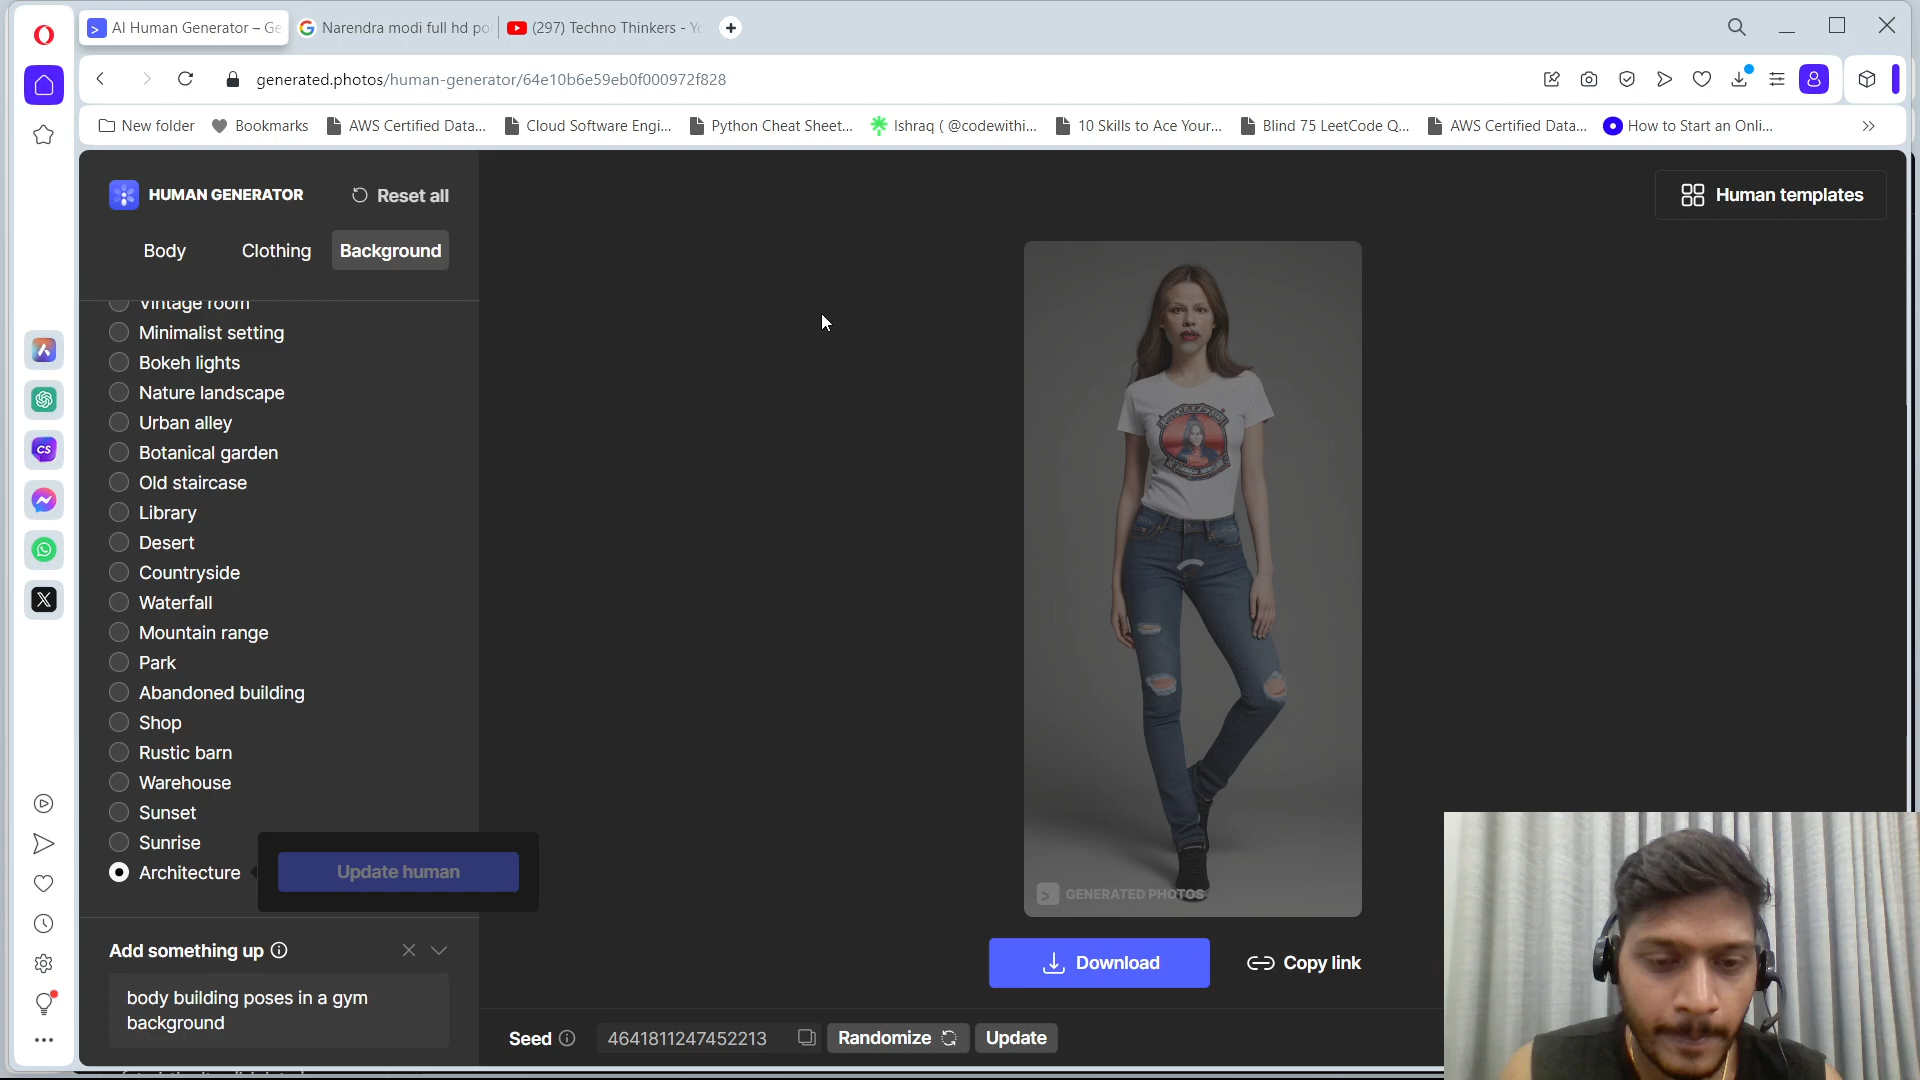 AI Human Generator – Ge
Narendra modi full hd po
(297) Techno Thinkers - Yo
generated.photos/human-generator/64e10b6e59eb0f000972f828
New folder
Bookmarks
AWS Certified Data...
Cloud Software Engi...
Python Cheat Sheet...
Ishraq ( @codewithi...
10 Skills to Ace Your...
Blind 75 LeetCode Q...
AWS Certified Data...
How to Start an Onli...
HUMAN GENERATOR
Reset all
Human templates
Body
Clothing
Background
Vintage room
Minimalist setting
Bokeh lights
Nature landscape
Urban alley
Botanical garden
Old staircase
Library
Desert
Countryside
Waterfall
Mountain range
Park
Abandoned building
Shop
Rustic barn
Warehouse
Sunset
Sunrise
Architecture
Update human
GENERATED PHOTOS
Add something up
body building poses in a gym
background
Download
Copy link
Seed
4641811247452213
Randomize
Update
CS